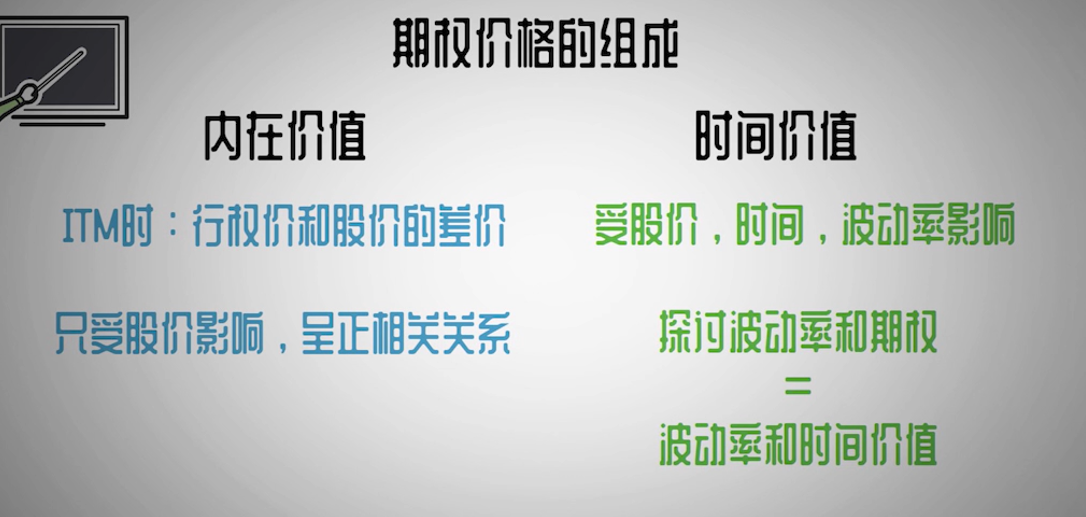 期权价格的组成
内在价值
时间价值
ITM时：行权价和股价的差价
受股价，时间，波动率影响
只受股价影响，呈正相关关系
探讨波动率和期权
=
波动率和时间价值